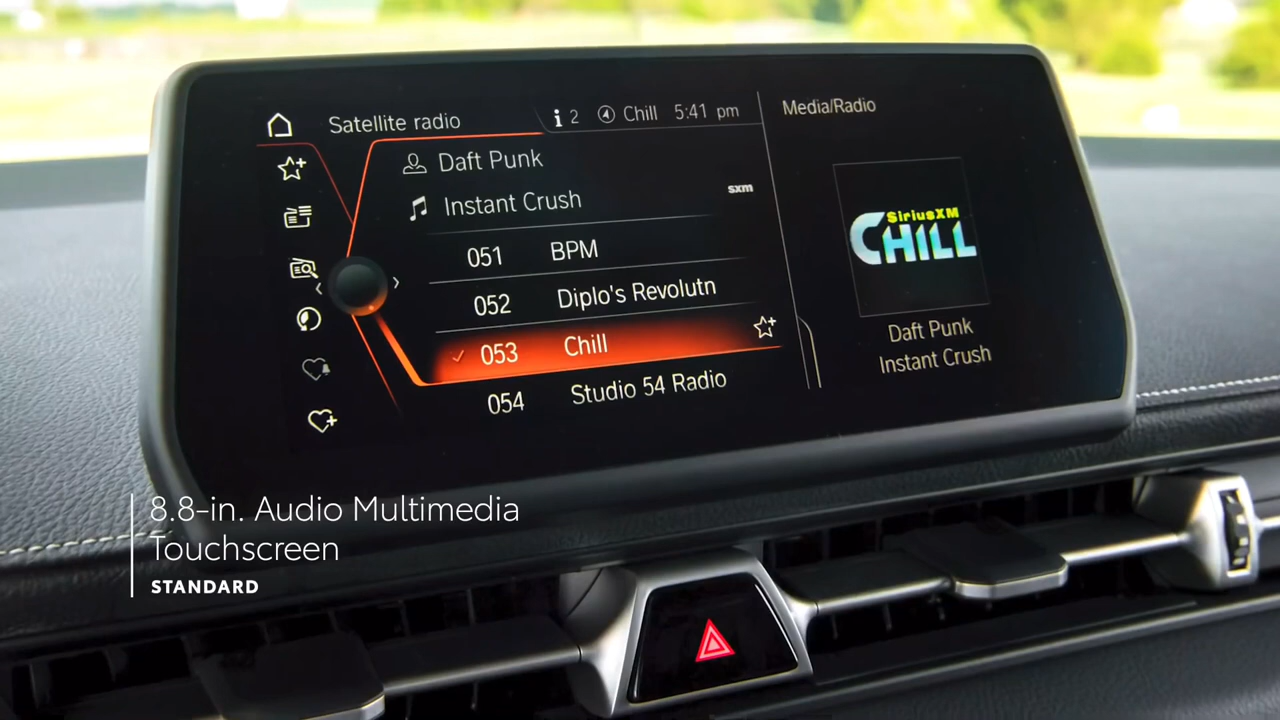 Satellite radio
i 2 Chill 5:41 pm
Daft Punk
Instant Crush
sxm
051 BPM
052 Diplo's Revolutn
053 Chill
054 Studio 54 Radio
Media/Radio
SiriusXM
CHILL
Daft Punk
Instant Crush
8.8-in. Audio Multimedia
Touchscreen
STANDARD